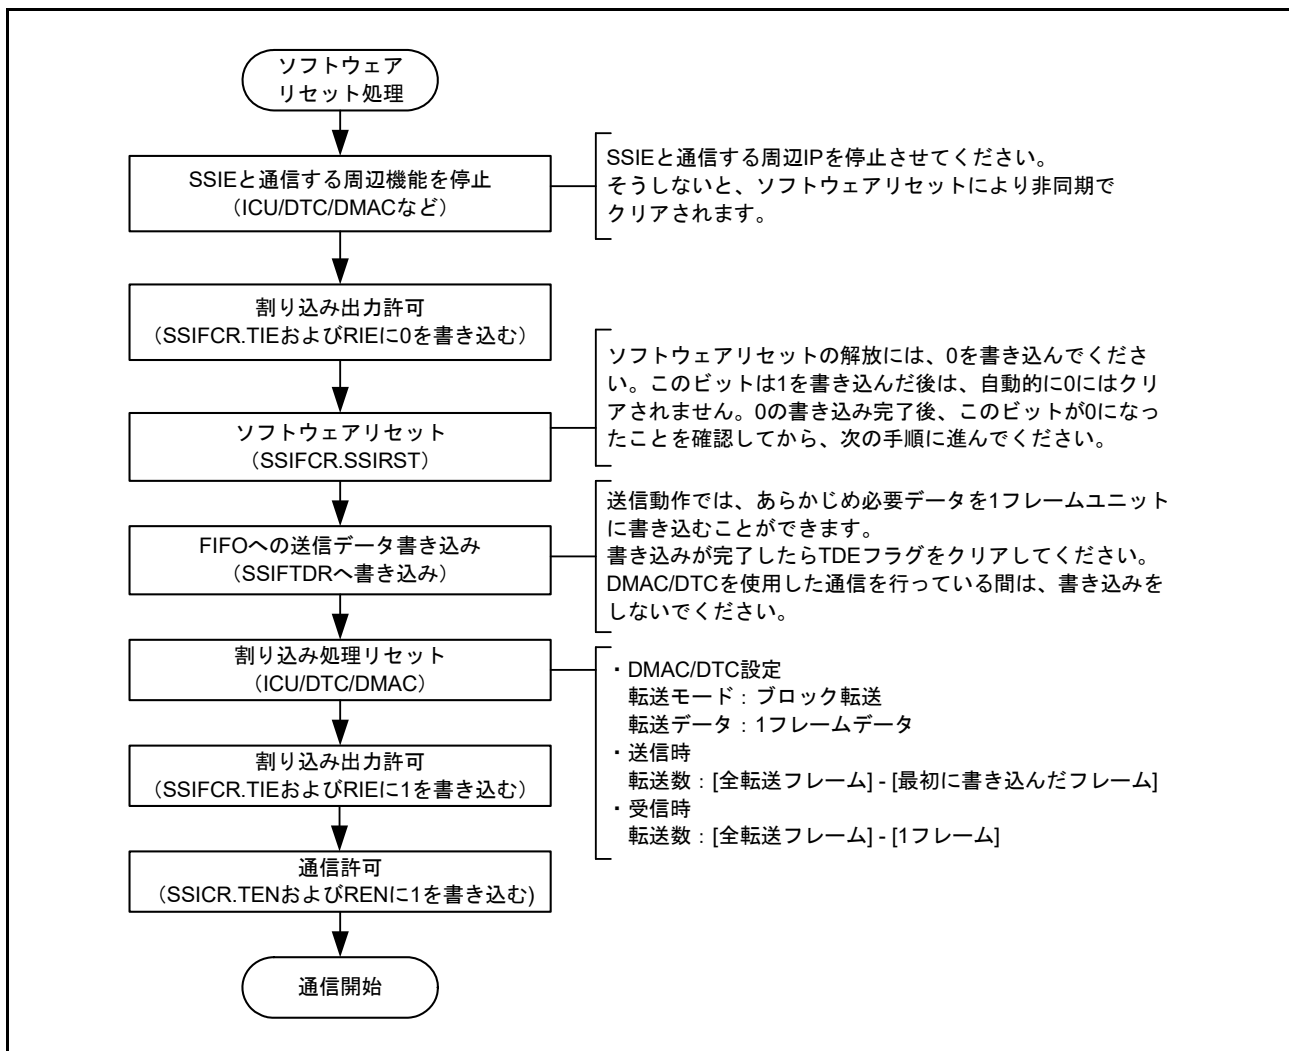 ソフトウェア
リセット処理
SSIEと通信する周辺機能を停止
（ICU/DTC/DMACなど）
SSIEと通信する周辺IPを停止させてください。
そうしないと、ソフトウェアリセットにより非同期で
クリアされます。
割り込み出力許可
（SSIFCR.TIEおよびRIEに0を書き込む）
ソフトウェアリセット
（SSIFCR.SSIRST）
ソフトウェアリセットの解放には、0を書き込んでくださ
い。このビットは1を書き込んだ後は、自動的に0にはクリ
アされません。0の書き込み完了後、このビットが0になっ
たことを確認してから、次の手順に進んでください。
FIFOへの送信データ書き込み
（SSIFTDRへ書き込み）
送信動作では、あらかじめ必要データを1フレームユニット
に書き込むことができます。
書き込みが完了したらTDEフラグをクリアしてください。
DMAC/DTCを使用した通信を行っている間は、書き込みを
しないでください。
割り込み処理リセット
（ICU/DTC/DMAC）
・DMAC/DTC設定
転送モード：ブロック転送
転送データ：1フレームデータ
・送信時
転送数：[全転送フレーム] - [最初に書き込んだフレーム]
・受信時
転送数：[全転送フレーム] - [1フレーム]
割り込み出力許可
（SSIFCR.TIEおよびRIEに1を書き込む）
通信許可
（SSICR.TENおよびRENに1を書き込む)
通信開始